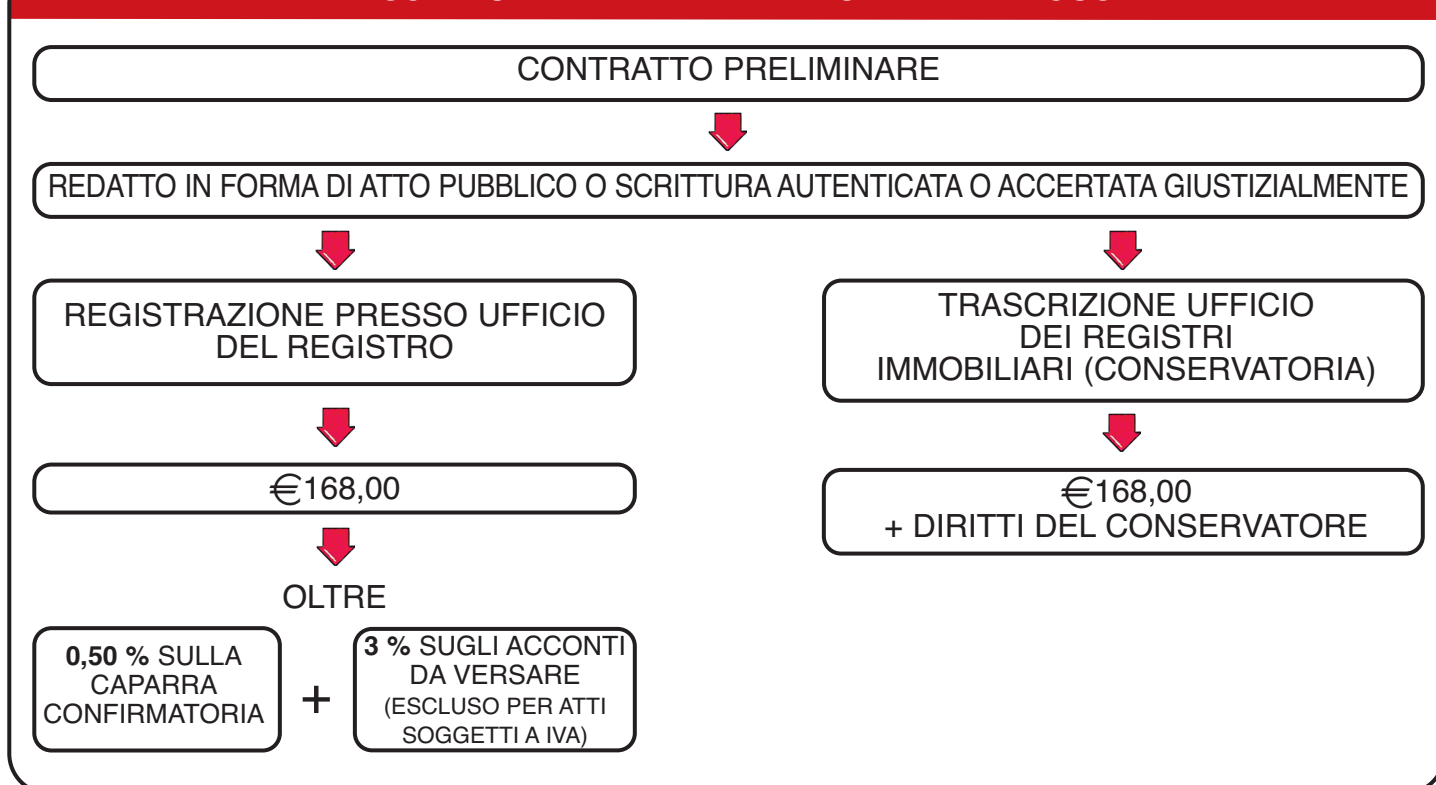 CONTRATTO PRELIMINARE
REDATTO IN FORMA DI ATTO PUBBLICO O SCRITTURA AUTENTICATA O ACCERTATA GIUSTIZIALMENTE
REGISTRAZIONE PRESSO UFFICIO
DEL REGISTRO
€168,00
OLTRE
0,50 % SULLA
CAPARRA
CONFIRMATORIA
+
3 % SUGLI ACCONTI
DA VERSARE
(ESCLUSO PER ATTI
SOGGETTI A IVA)
TRASCRIZIONE UFFICIO
DEI REGISTRI
IMMOBILIARI (CONSERVATORIA)
€168,00
+ DIRITTI DEL CONSERVATORE